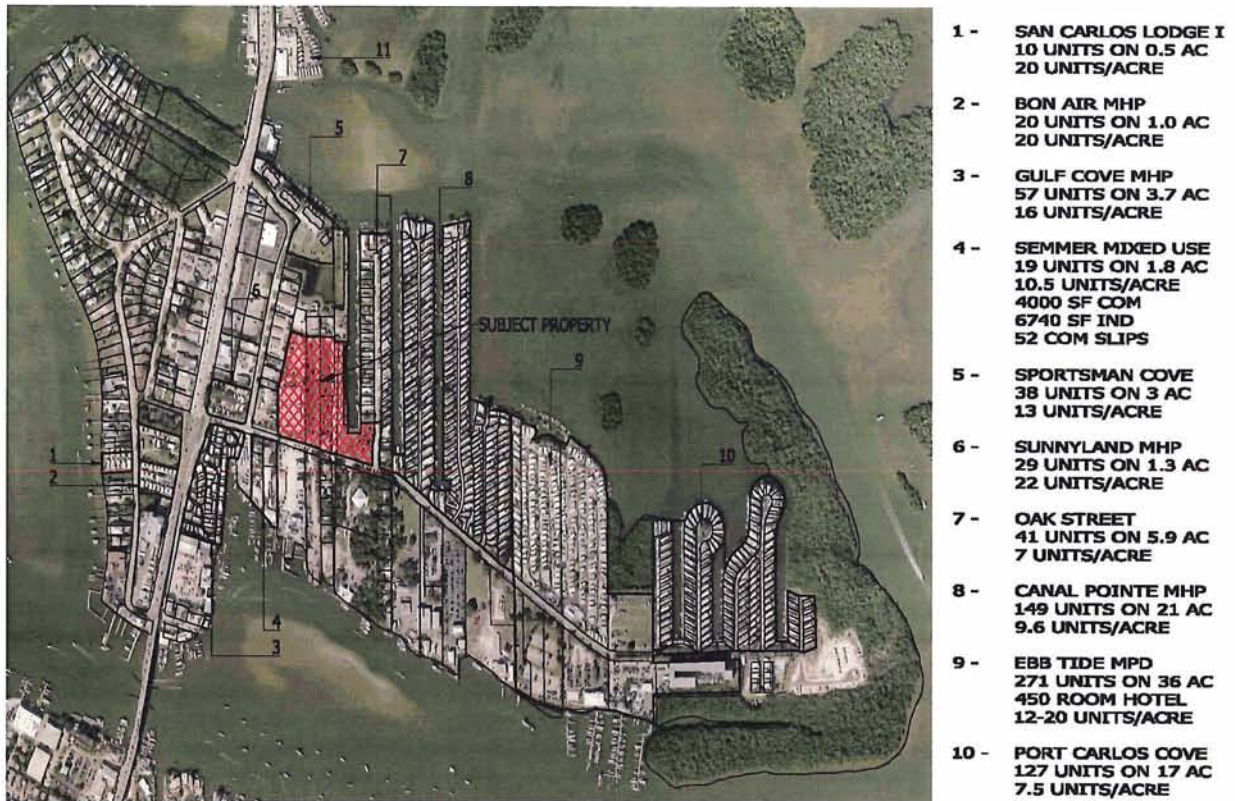 11
5
7
8
6
SUBJECT PROPERTY
9
1
2
10
4
3
1 - SAN CARLOS LODGE I
10 UNITS ON 0.5 AC
20 UNITS/ACRE
2 - BON AIR MHP
20 UNITS ON 1.0 AC
20 UNITS/ACRE
3 - GULF COVE MHP
57 UNITS ON 3.7 AC
16 UNITS/ACRE
4 - SEMMER MIXED USE
19 UNITS ON 1.8 AC
10.5 UNITS/ACRE
4000 SF COM
6740 SF IND
52 COM SLIPS
5 - SPORTSMAN COVE
38 UNITS ON 3 AC
13 UNITS/ACRE
6 - SUNNYLAND MHP
29 UNITS ON 1.3 AC
22 UNITS/ACRE
7 - OAK STREET
41 UNITS ON 5.9 AC
7 UNITS/ACRE
8 - CANAL POINTE MHP
149 UNITS ON 21 AC
9.6 UNITS/ACRE
9 - EBB TIDE MPD
271 UNITS ON 36 AC
450 ROOM HOTEL
12-20 UNITS/ACRE
10 - PORT CARLOS COVE
127 UNITS ON 17 AC
7.5 UNITS/ACRE